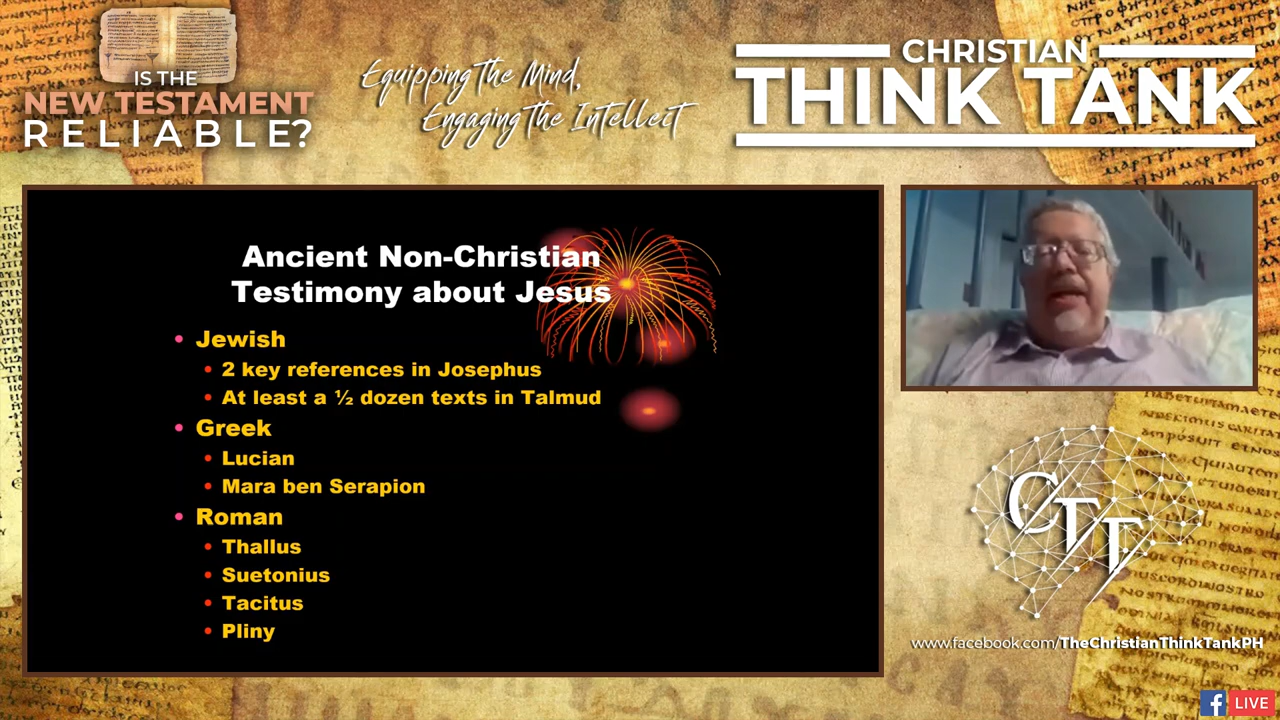 IS THE
NEW TESTAMENT
RELIABLE?
Equipping The Mind,
Engaging The Intellect
CHRISTIAN
THINK TANK
Ancient Non-Christian
Testimony about Jesus
• Jewish
• 2 key references in Josephus
• At least a ½ dozen texts in Talmud
• Greek
• Lucian
• Mara ben Serapion
• Roman
• Thallus
• Suetonius
• Tacitus
• Pliny
CTT
www.facebook.com/TheChristianThinkTankPH
f LIVE